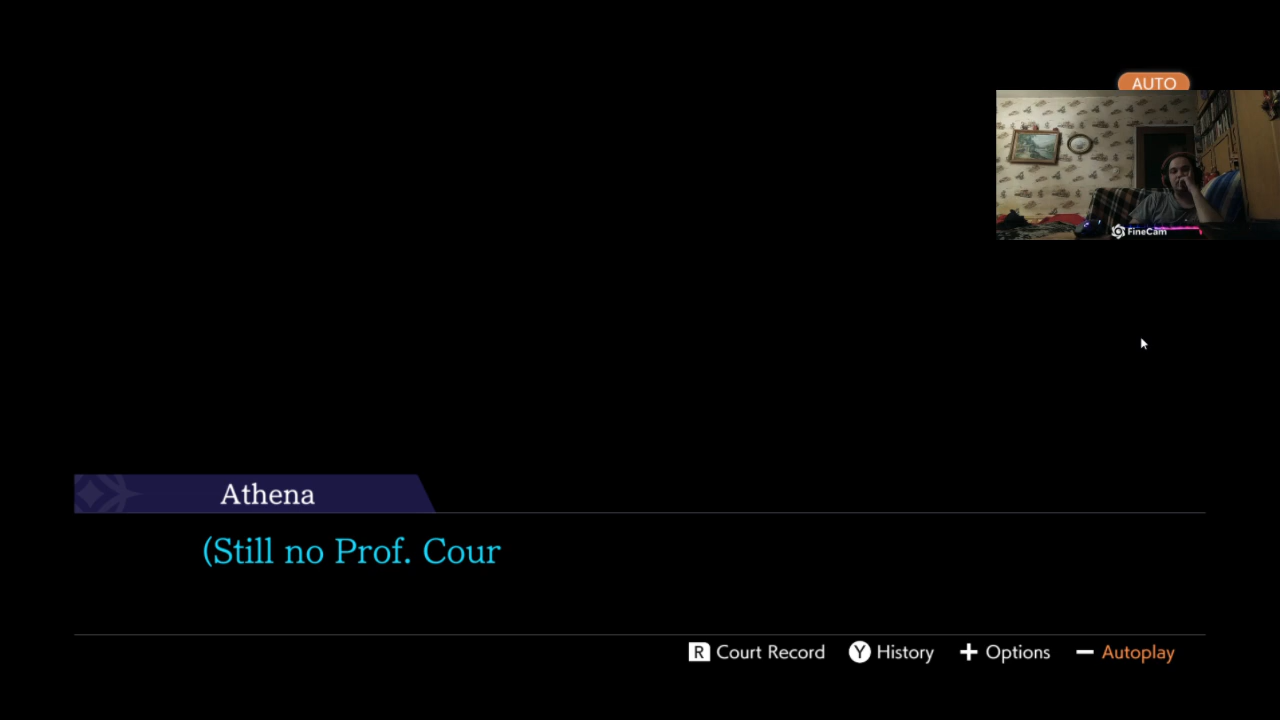 AUTO
FineCam
Athena
(Still no Prof. Cour
R Court Record Y History + Options - Autoplay